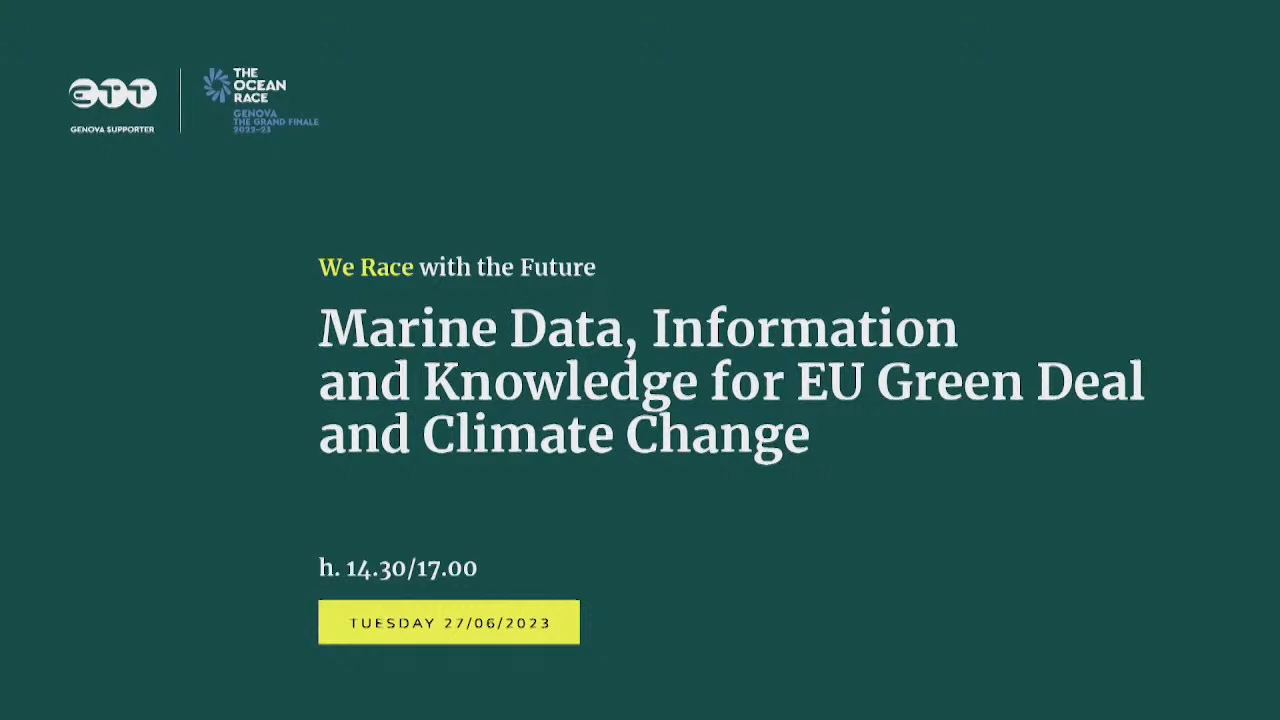 ETT
GENOVA SUPPORTER
THE
OCEAN
RACE
GENOVA
THE GRAND FINALE
2022–23
We Race with the Future
Marine Data, Information
and Knowledge for EU Green Deal
and Climate Change
h. 14.30/17.00
TUESDAY 27/06/2023